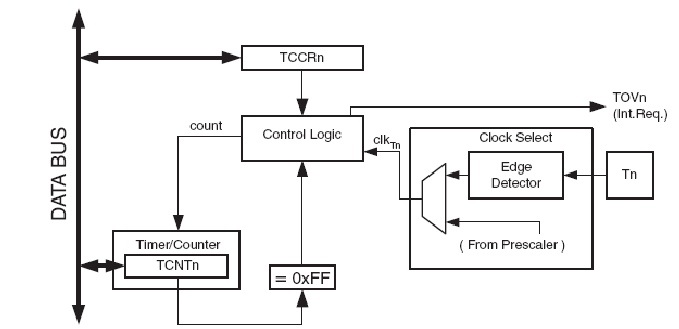 TCCRn
TOVn
(Int.Req.)
DATA BUS
count
Control Logic
clkTn
Clock Select
Edge
Detector
Tn
( From Prescaler )
Timer/Counter
TCNTn
= 0xFF